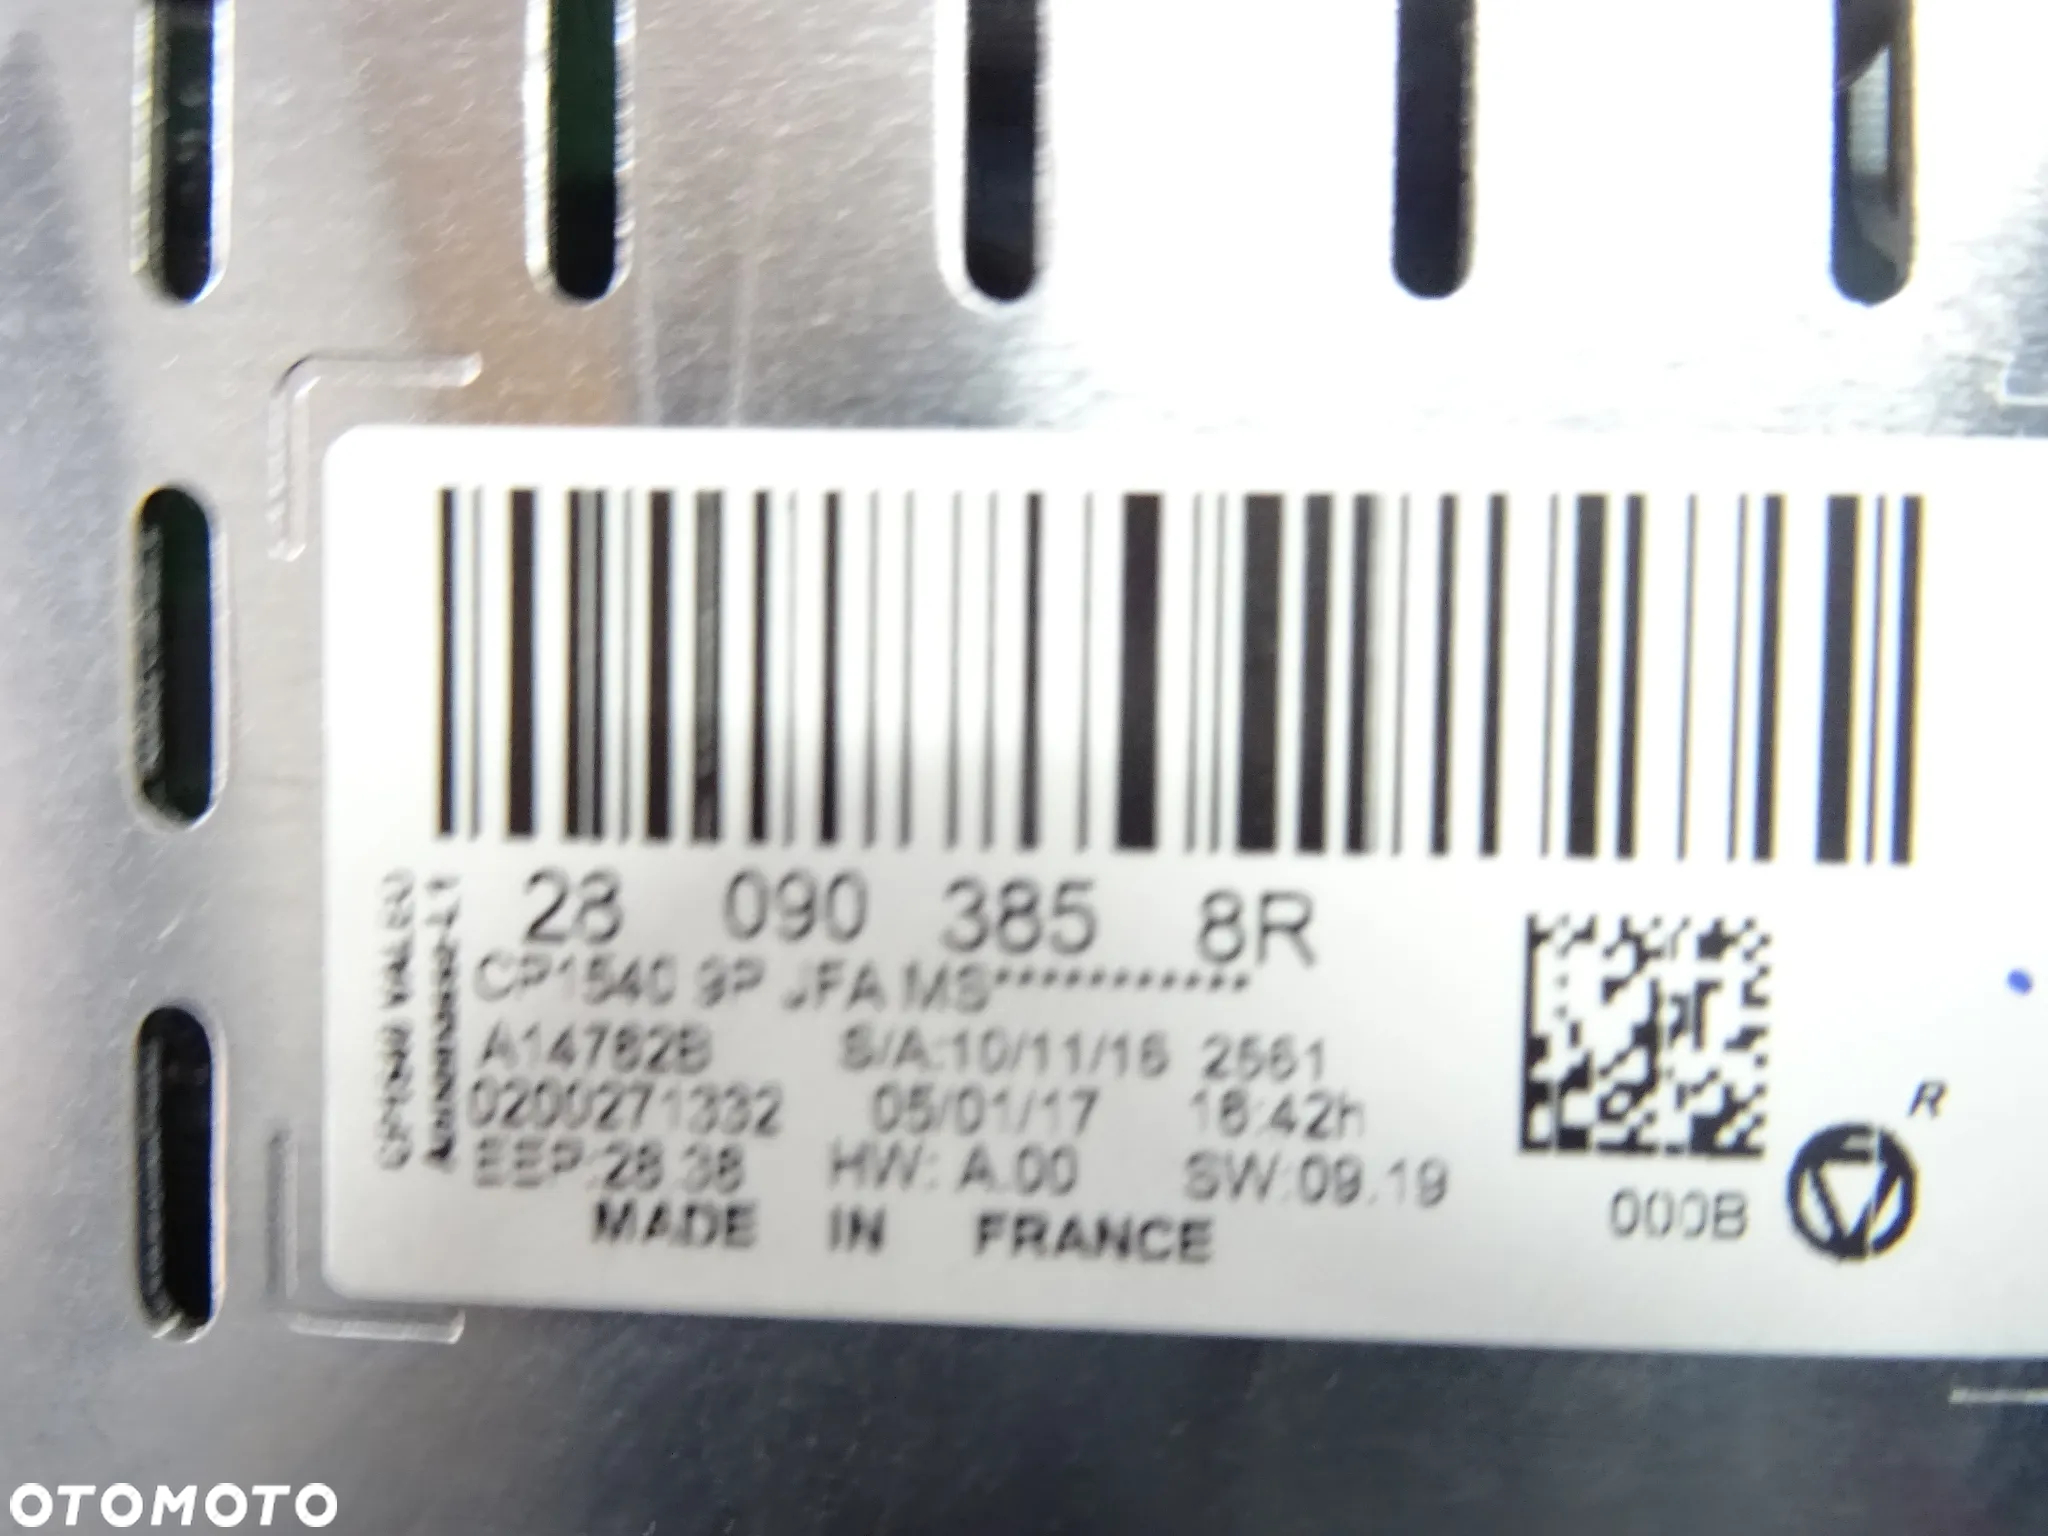 28 090 385 8R
CP1540 9P JFA MS***********
A14762B S/A:10/11/16 2561
0200271332 05/01/17 16:42h
EEP:28.38 HW: A.00 SW:09.19
MADE IN FRANCE
000B
R
OTOMOTO